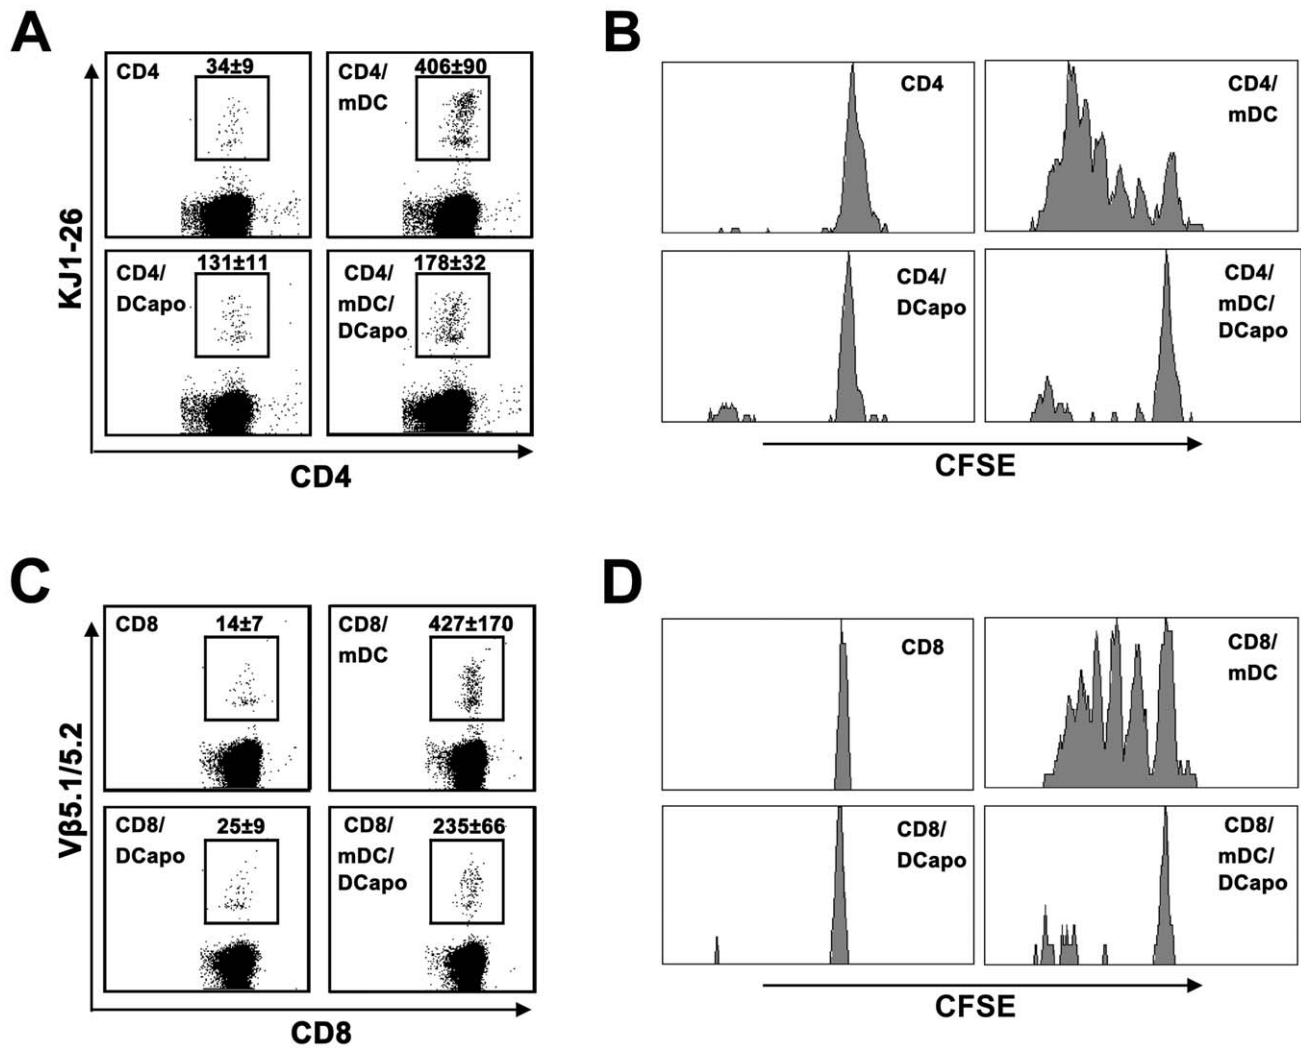 A
B
CD4
34±9
CD4/
mDC
406±90
CD4/
DCapo
131±11
CD4/
mDC/
DCapo
178±32
KJ1-26
CD4
CD4
CD4/
mDC
CD4/
DCapo
CD4/
mDC/
DCapo
CFSE
C
D
CD8
14±7
CD8/
mDC
427±170
CD8/
DCapo
25±9
CD8/
mDC/
DCapo
235±66
Vβ5.1/5.2
CD8
CD8
CD8/
mDC
CD8/
DCapo
CD8/
mDC/
DCapo
CFSE